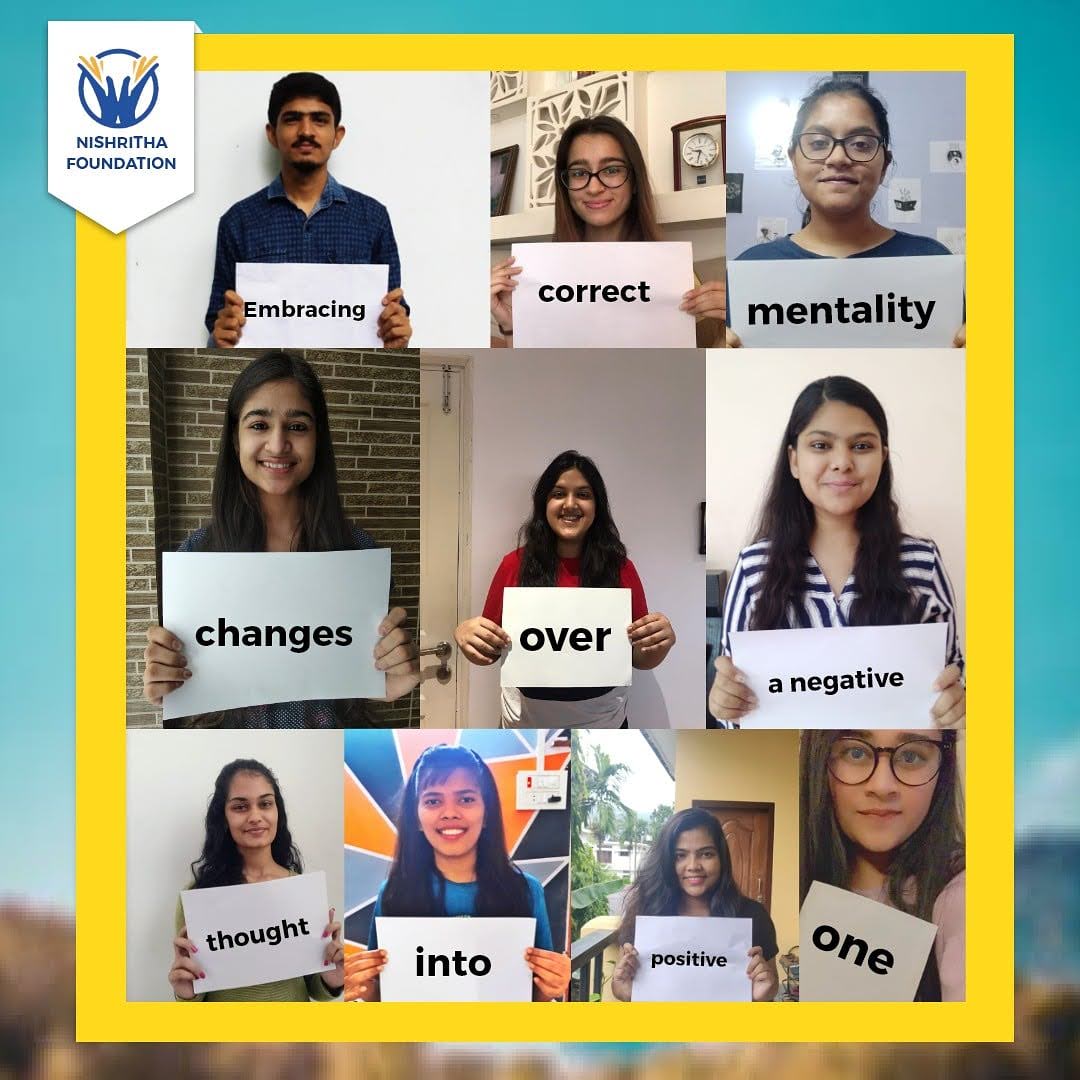 NISHRITHA
FOUNDATION
Embracing
correct
mentality
changes
over
a negative
thought
into
positive
one